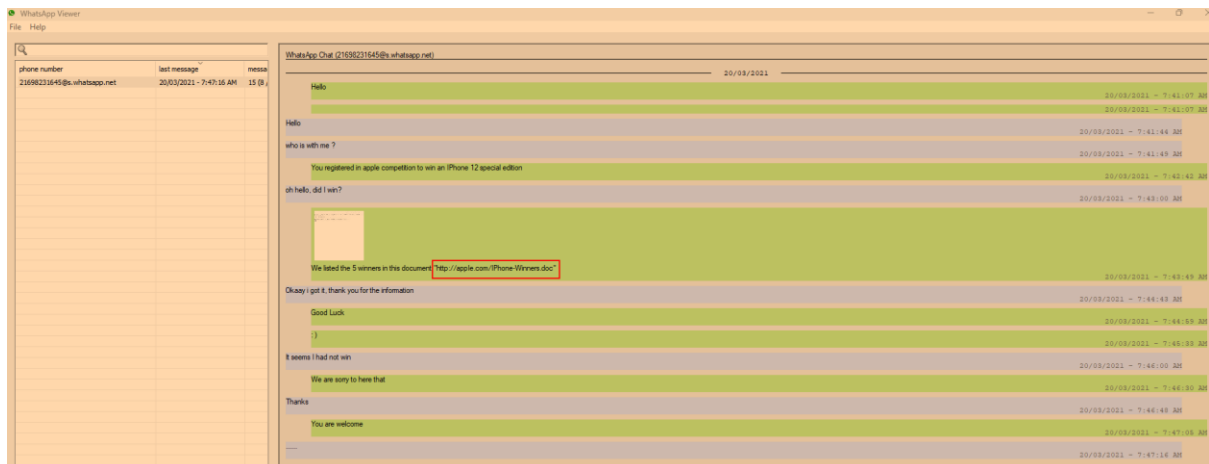 WhatsApp Viewer
File Help
phone number last message messa
21698231645@s.whatsapp.net 20/03/2021 - 7:47:16 AM 15 (8
WhatsApp Chat (21698231645@s.whatsapp.net)
20/03/2021
Hello
20/03/2021 - 7:41:07 AM
20/03/2021 - 7:41:07 AM
Hello
20/03/2021 - 7:41:44 AM
who is with me ?
20/03/2021 - 7:41:49 AM
You registered in apple competition to win an IPhone 12 special edition
20/03/2021 - 7:42:42 AM
oh hello, did I win?
20/03/2021 - 7:43:00 AM
We listed the 5 winners in this document "http://apple.com/IPhone-Winners.doc"
20/03/2021 - 7:43:49 AM
Okaay i got it, thank you for the information
20/03/2021 - 7:44:43 AM
Good Luck
20/03/2021 - 7:44:59 AM
: )
20/03/2021 - 7:45:33 AM
It seems I had not win
20/03/2021 - 7:46:00 AM
We are sorry to here that
20/03/2021 - 7:46:30 AM
Thanks
20/03/2021 - 7:46:48 AM
You are welcome
20/03/2021 - 7:47:05 AM
----
20/03/2021 - 7:47:16 AM